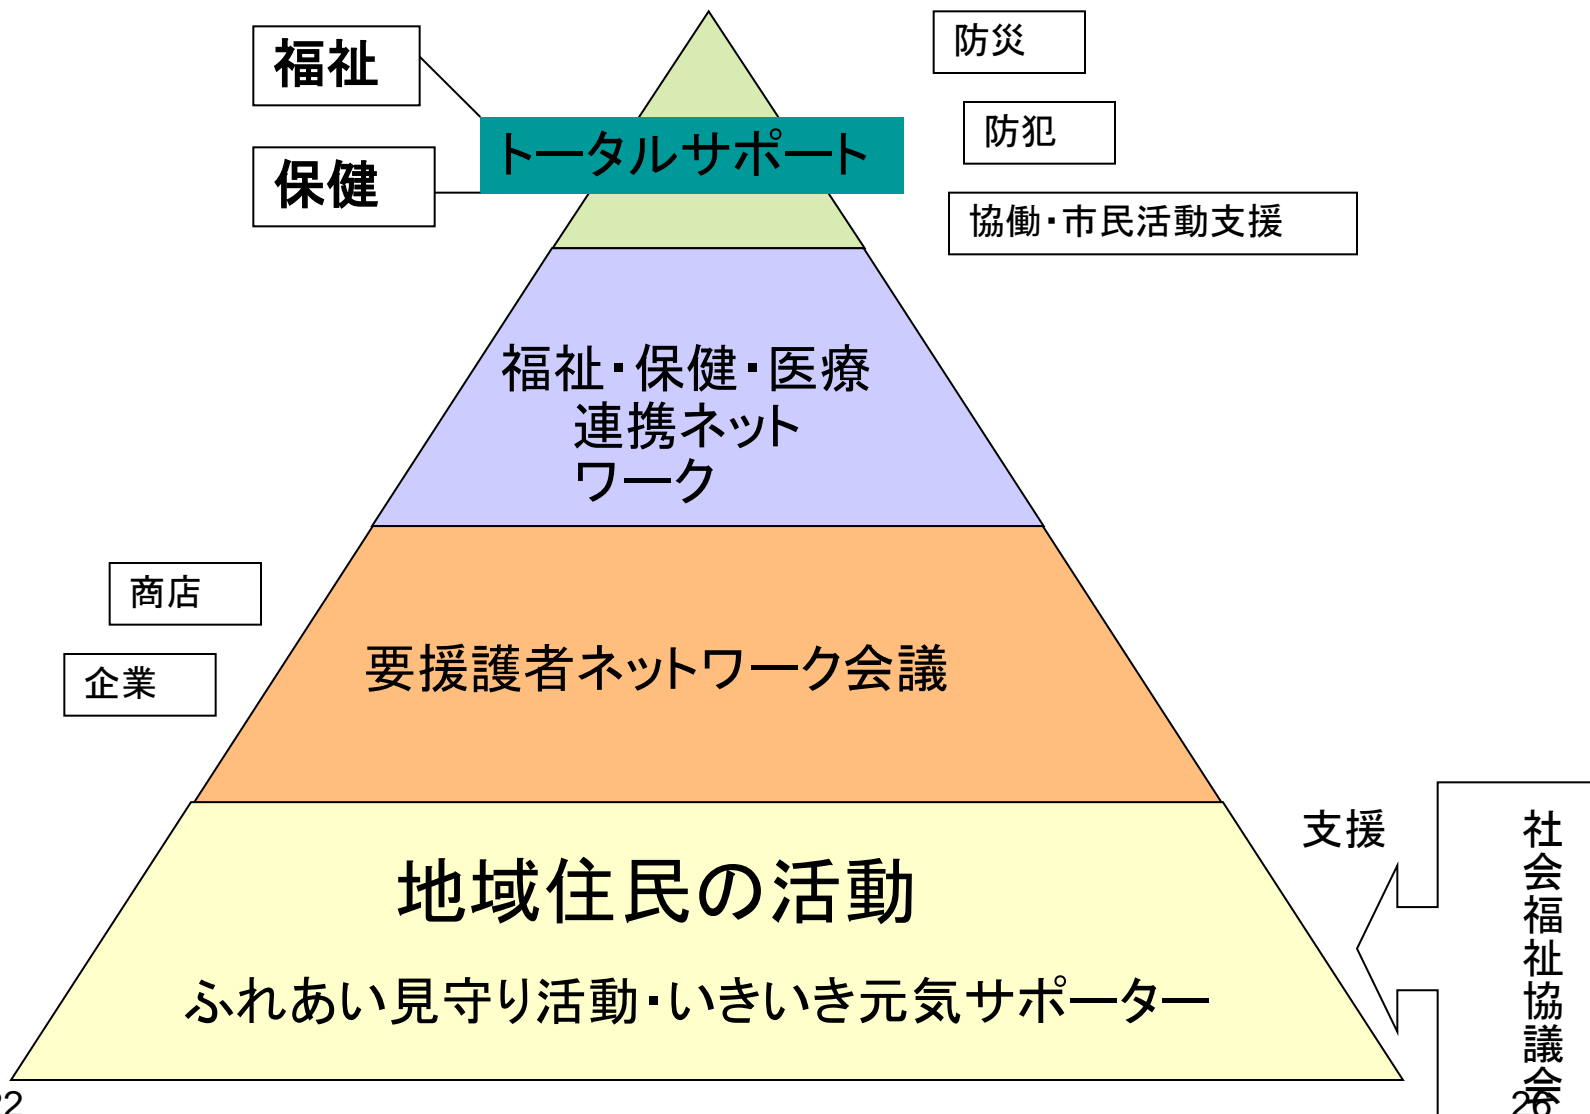 福祉
防災
保健
トータルサポート
防犯
協働・市民活動支援
福祉・保健・医療
連携ネット
ワーク
商店
企業
要援護者ネットワーク会議
地域住民の活動
ふれあい見守り活動・いきいき元気サポーター
支援
社会福祉協議会
26